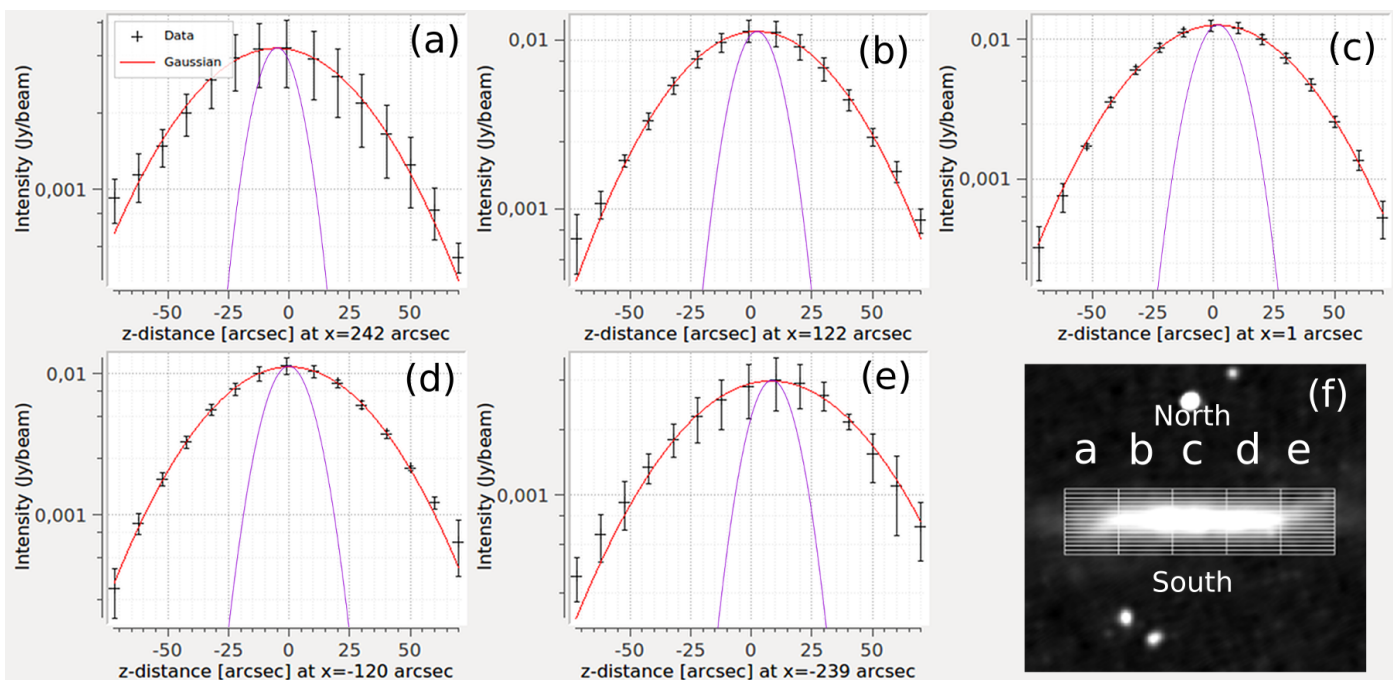 (a)
Data
Gaussian
Intensity (Jy/beam)
0,001
-50
-25
0
25
50
z-distance [arcsec] at x=242 arcsec
(b)
Intensity (Jy/beam)
0,01
0,001
-50
-25
0
25
50
z-distance [arcsec] at x=122 arcsec
(c)
Intensity (Jy/beam)
0,01
0,001
-50
-25
0
25
50
z-distance [arcsec] at x=1 arcsec
(d)
Intensity (Jy/beam)
0,01
0,001
-50
-25
0
25
50
z-distance [arcsec] at x=-120 arcsec
(e)
Intensity (Jy/beam)
0,001
-50
-25
0
25
50
z-distance [arcsec] at x=-239 arcsec
(f)
North
a b c d e
South